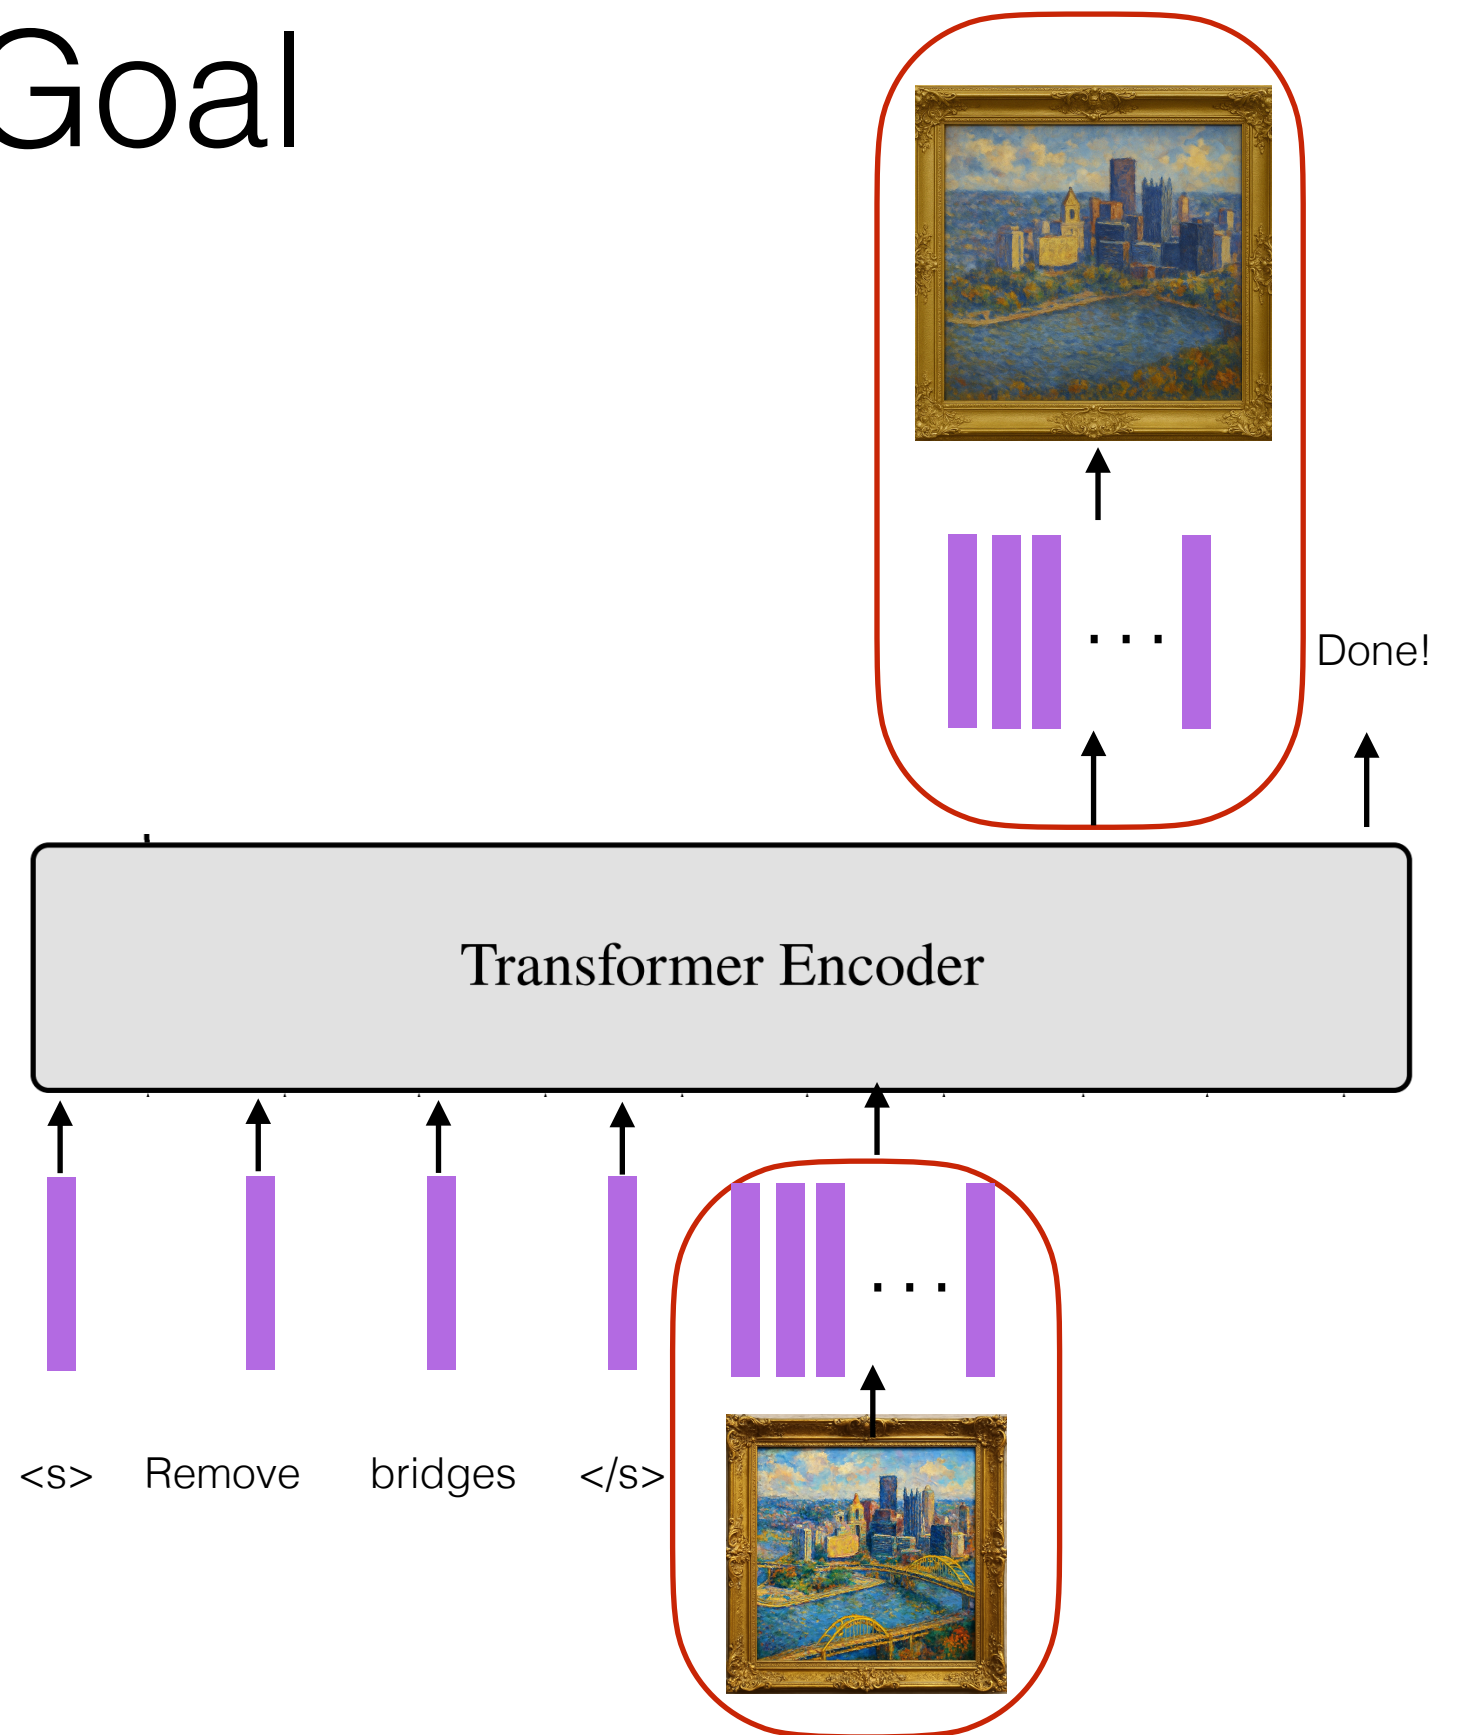 Goal
Done!
Transformer Encoder
. . .
. . .
<s> Remove bridges </s>